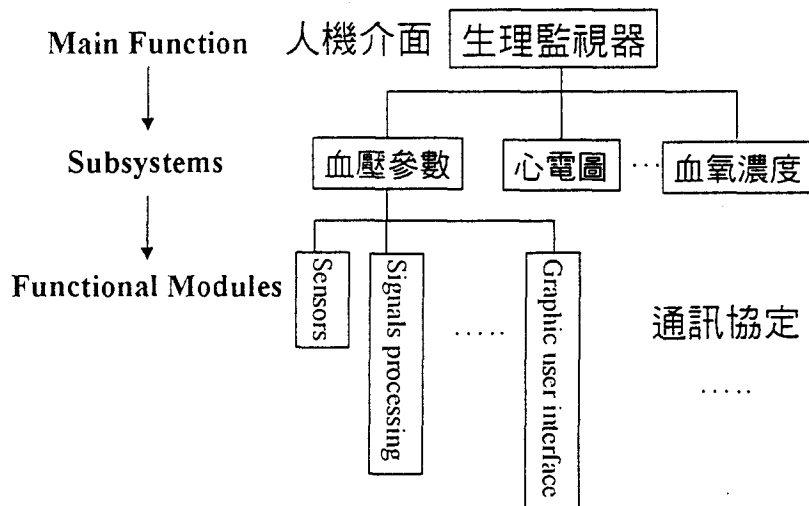 Main Function
人機介面
生理監視器
Subsystems
血壓參數
心電圖
...
血氧濃度
Functional Modules
Sensors
Signals processing
.....
Graphic user interface
通訊協定
.....